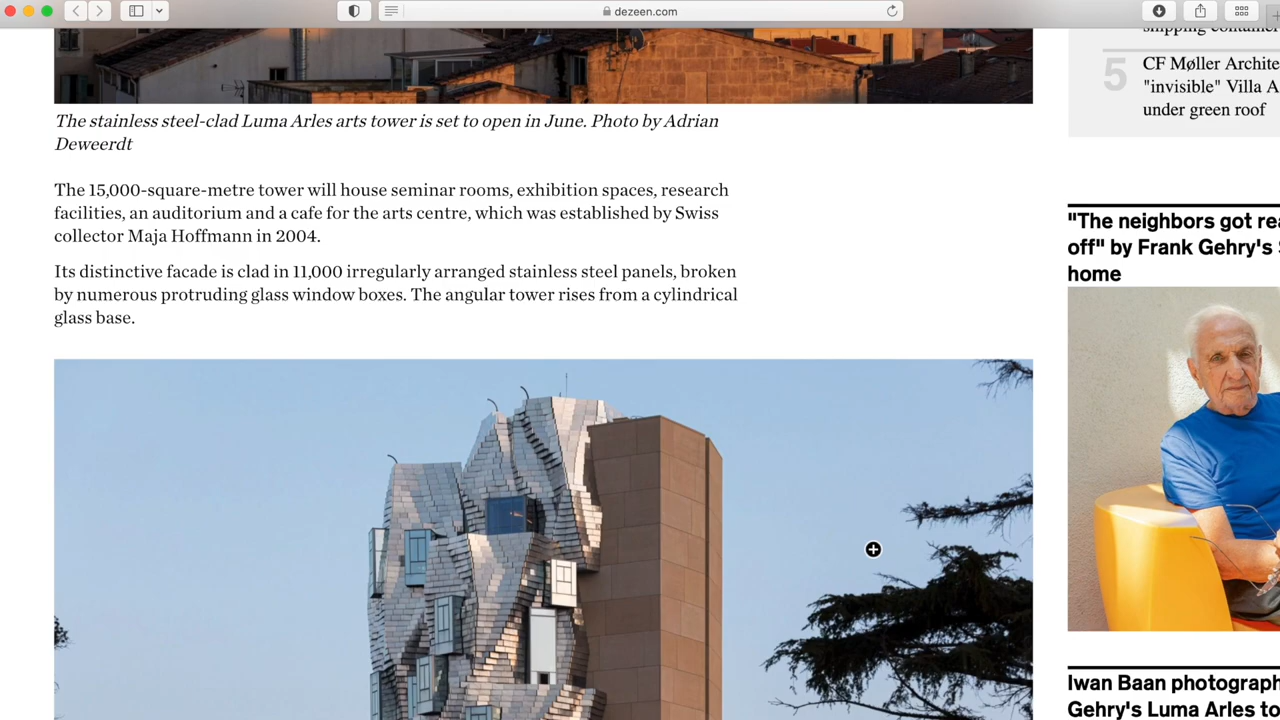 dezeen.com
The stainless steel-clad Luma Arles arts tower is set to open in June. Photo by Adrian
Deweerdt
The 15,000-square-metre tower will house seminar rooms, exhibition spaces, research
facilities, an auditorium and a cafe for the arts centre, which was established by Swiss
collector Maja Hoffmann in 2004.
Its distinctive facade is clad in 11,000 irregularly arranged stainless steel panels, broken
by numerous protruding glass window boxes. The angular tower rises from a cylindrical
glass base.
shipping container
5
CF Møller Archite
"invisible" Villa A
under green roof
"The neighbors got rea
off" by Frank Gehry's S
home
Iwan Baan photograph
Gehry's Luma Arles to